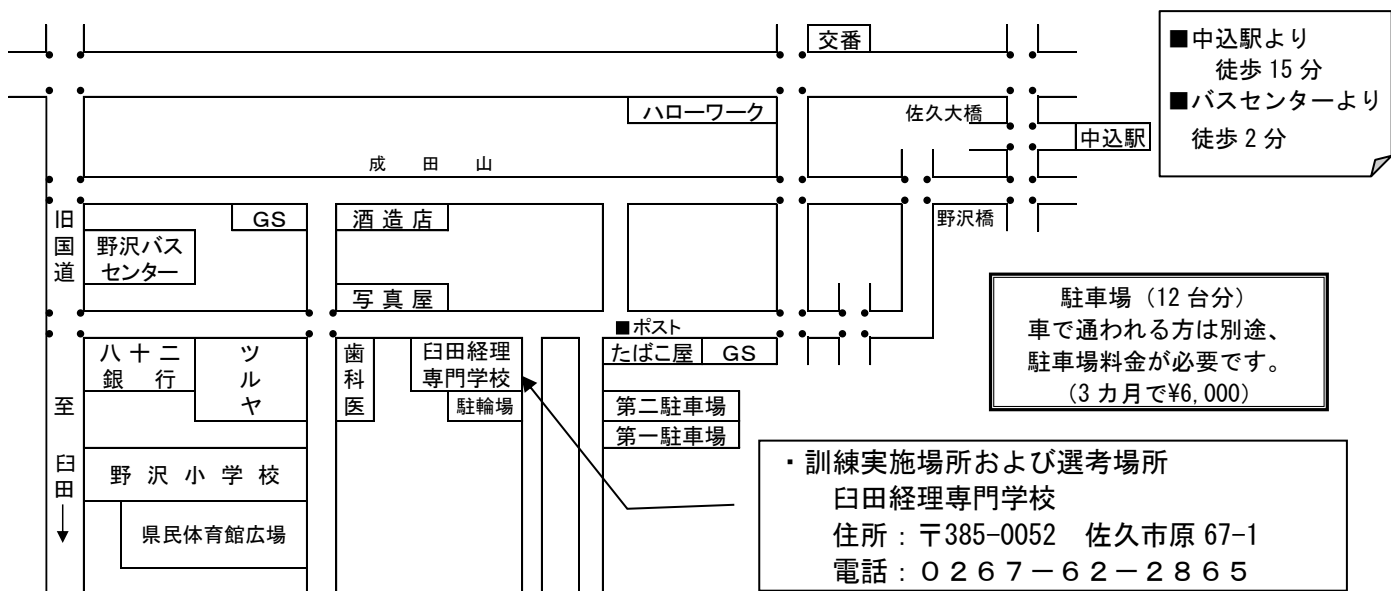 交番
■中込駅より
徒歩 15 分
■バスセンターより
徒歩 2 分
ハローワーク
佐久大橋
中込駅
成 田 山
旧国道
GS
酒 造 店
野沢橋
野沢バス
センター
写 真 屋
駐車場（12 台分）
車で通われる方は別途、
駐車場料金が必要です。
(3 カ月で¥6,000)
■ポスト
八 十 二
銀 行
ツルヤ
歯科医
臼田経理
専門学校
たばこ屋
GS
至 臼田
駐輪場
第二駐車場
第一駐車場
野 沢 小 学 校
県民体育館広場
・訓練実施場所および選考場所
臼田経理専門学校
住所：〒385-0052 佐久市原 67-1
電話：０２６７－６２－２８６５